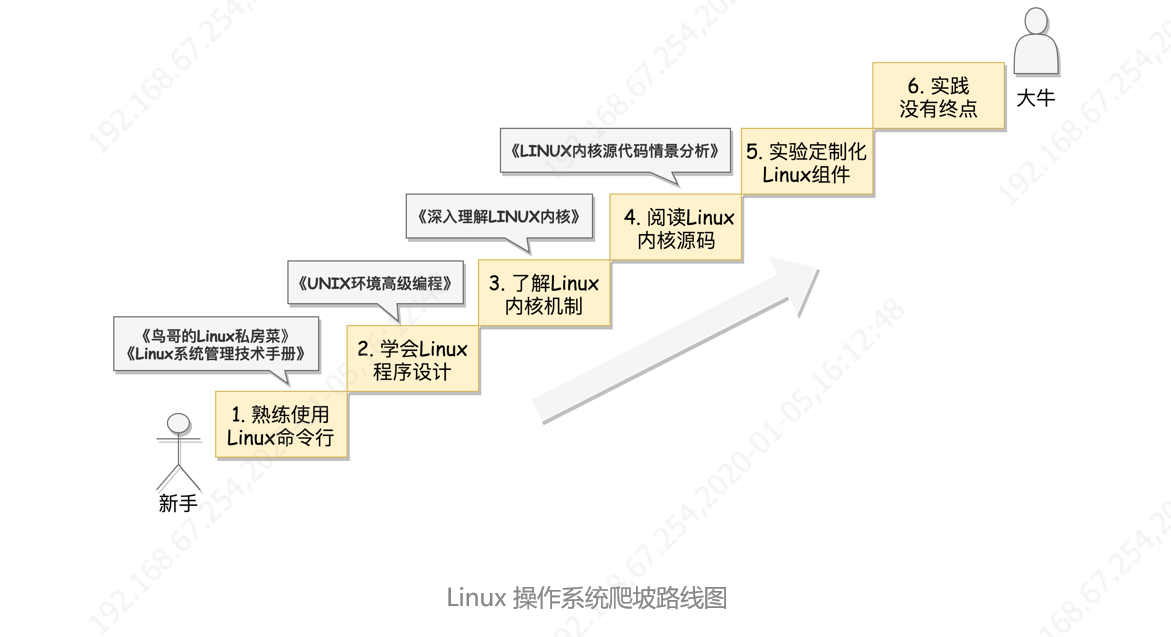 大牛
6. 实践
没有终点
5. 实验定制化
Linux组件
《LINUX内核源代码情景分析》
4. 阅读Linux
内核源码
《深入理解LINUX内核》
3. 了解Linux
内核机制
《UNIX环境高级编程》
2. 学会Linux
程序设计
《鸟哥的Linux私房菜》
《Linux系统管理技术手册》
1. 熟练使用
Linux命令行
新手
Linux 操作系统爬坡路线图
192.168.67.254,2020-01-05,16:12:48